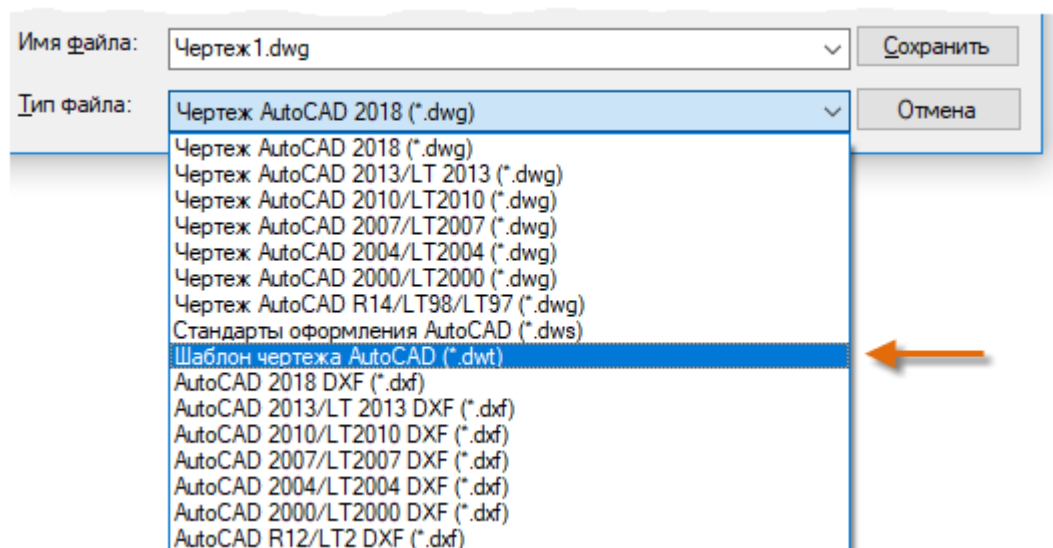 Имя файла: Чертеж1.dwg Сохранить
Тип файла: Чертеж AutoCAD 2018 (*.dwg) Отмена
Чертеж AutoCAD 2018 (*.dwg)
Чертеж AutoCAD 2013/LT 2013 (*.dwg)
Чертеж AutoCAD 2010/LT2010 (*.dwg)
Чертеж AutoCAD 2007/LT2007 (*.dwg)
Чертеж AutoCAD 2004/LT2004 (*.dwg)
Чертеж AutoCAD 2000/LT2000 (*.dwg)
Чертеж AutoCAD R14/LT98/LT97 (*.dwg)
Стандарты оформления AutoCAD (*.dws)
Шаблон чертежа AutoCAD (*.dwt)
AutoCAD 2018 DXF (*.dxf)
AutoCAD 2013/LT 2013 DXF (*.dxf)
AutoCAD 2010/LT2010 DXF (*.dxf)
AutoCAD 2007/LT2007 DXF (*.dxf)
AutoCAD 2004/LT2004 DXF (*.dxf)
AutoCAD 2000/LT2000 DXF (*.dxf)
AutoCAD R12/LT2 DXF (*.dxf)